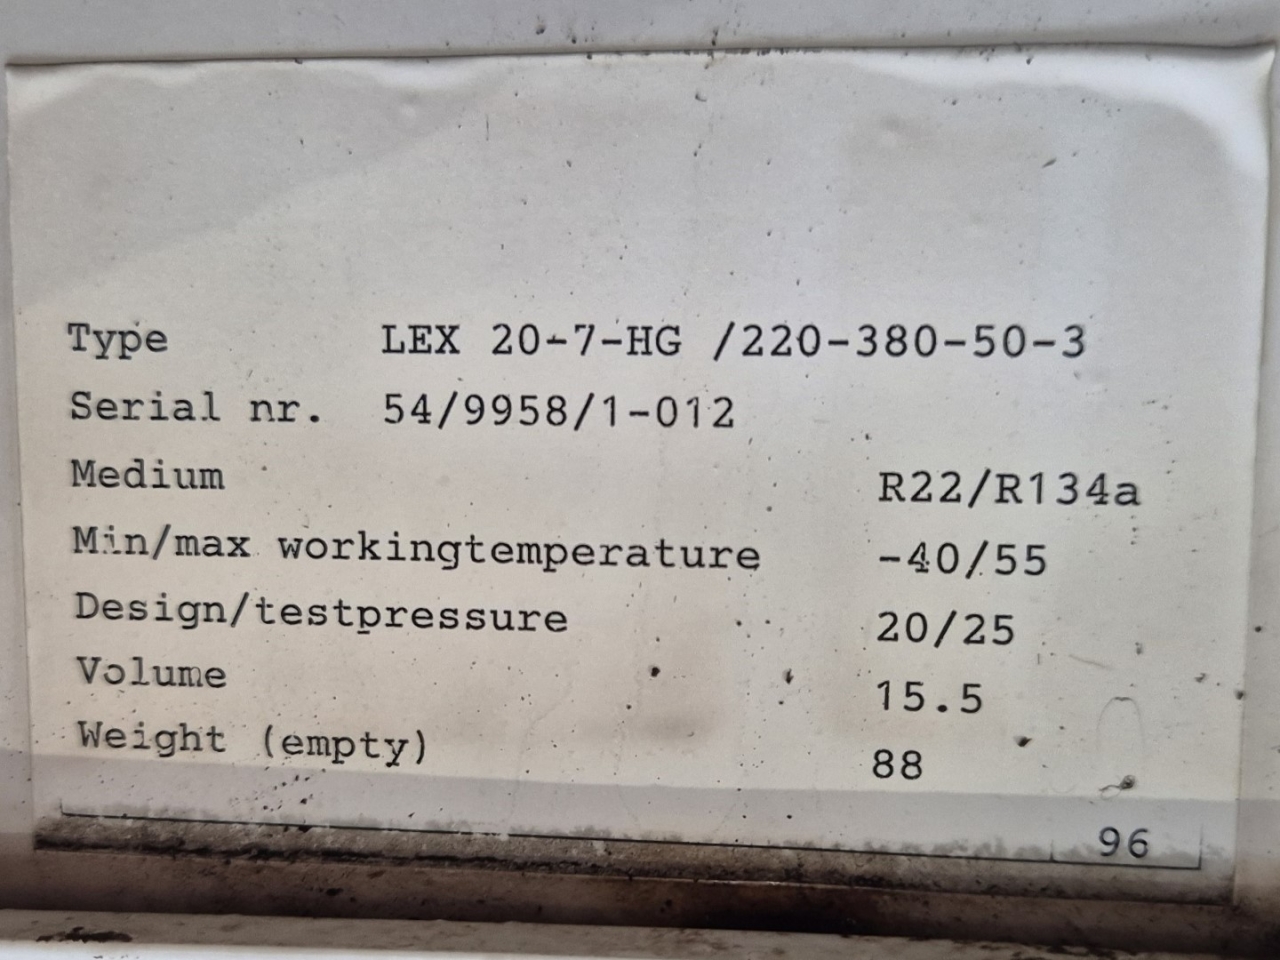 Type LEX 20-7-HG /220-380-50-3
Serial nr. 54/9958/1-012
Medium R22/R134a
Min/max workingtemperature -40/55
Design/testpressure 20/25
Volume 15.5
Weight (empty) 88
96